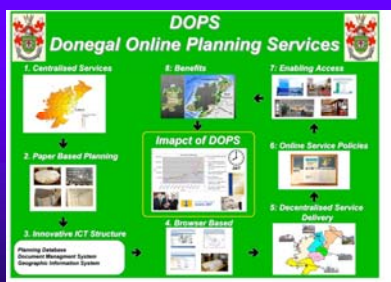 DOPS
Donegal Online Planning Services
1. Centralised Services
8: Benefits
7: Enabling Access
2. Paper Based Planning
Imapct of DOPS
6: Online Service Policies
3. Innovative ICT Structure
Planning Database
Document Managment System
Geographic Information System
4. Browser Based
5: Decentralised Service
Delivery